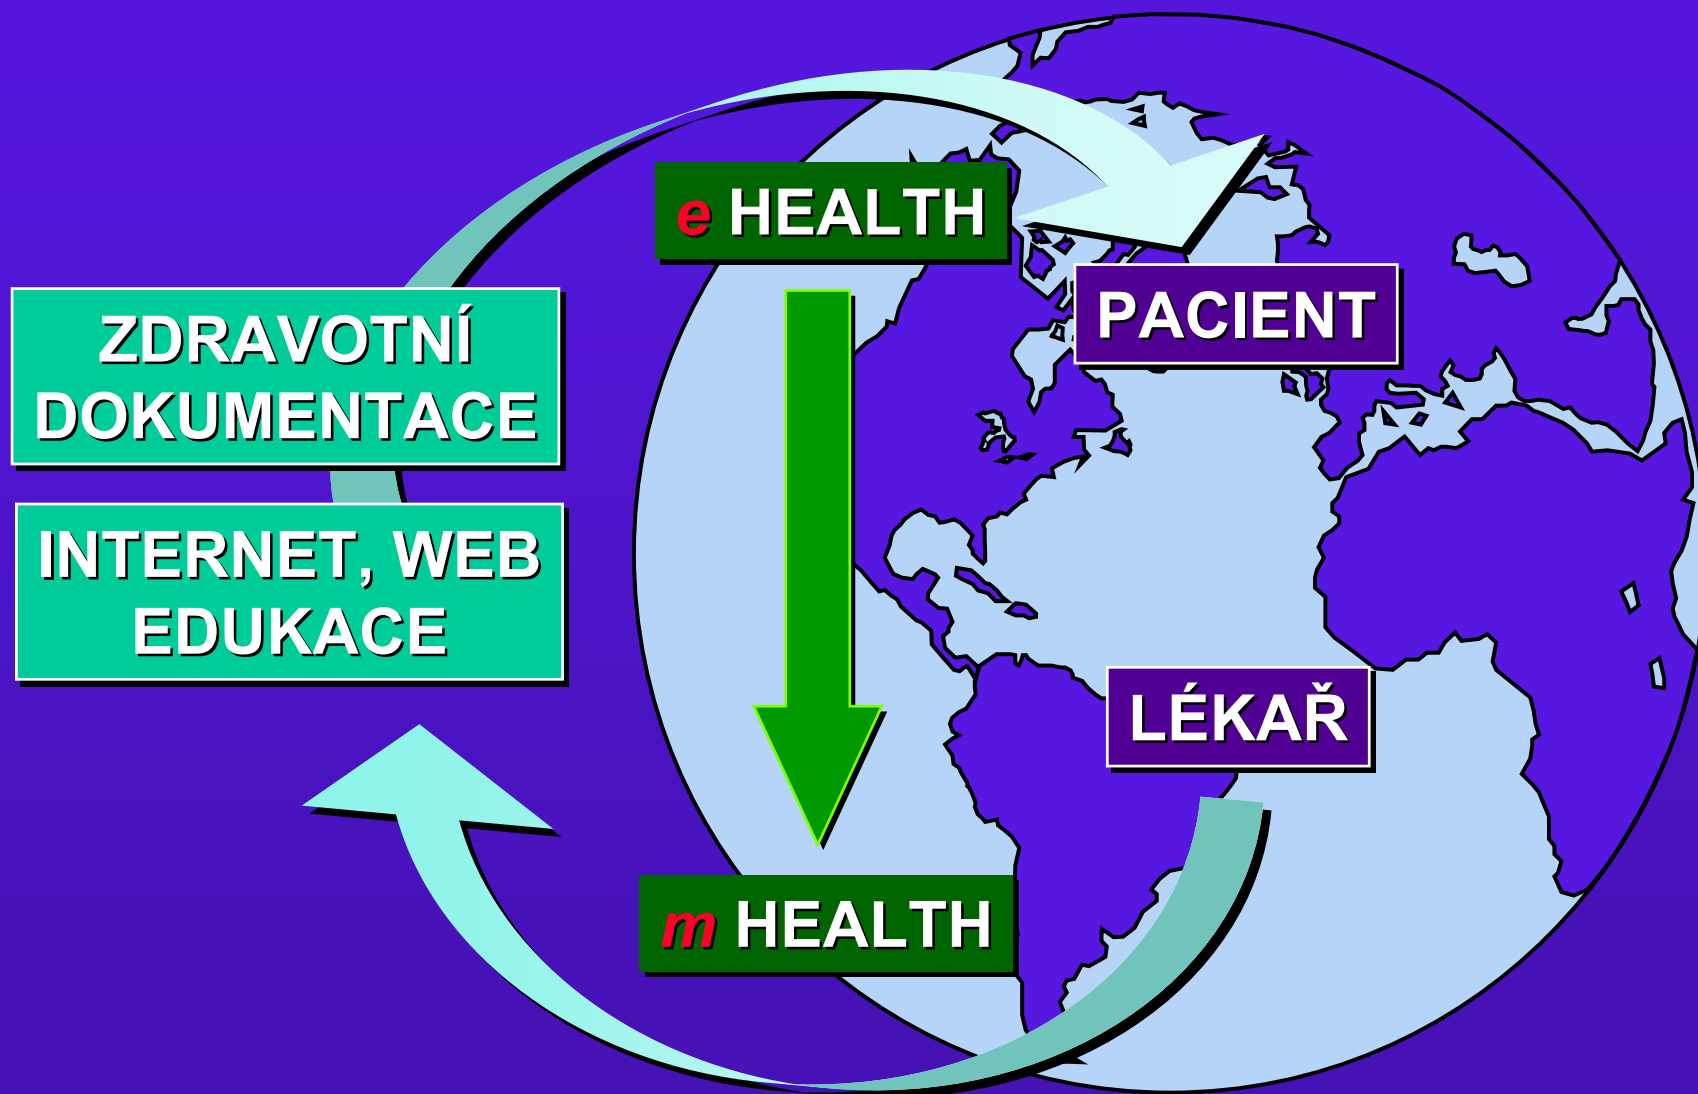 e HEALTH
PACIENT
ZDRAVOTNÍ
DOKUMENTACE
INTERNET, WEB
EDUKACE
LÉKAŘ
m HEALTH